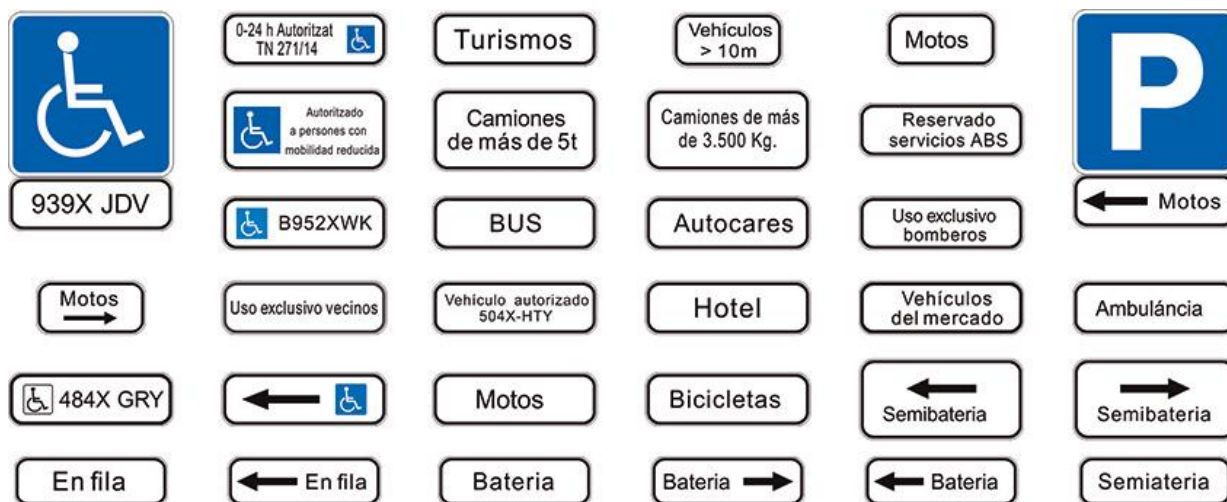 0-24 h Autoritzat
TN 271/14
Turismos
Vehículos
> 10m
Motos
P
Autoritzado
a persones con
mobilidad reducida
Camiones
de más de 5t
Camiones de más
de 3.500 Kg.
Reservado
servicios ABS
939X JDV
B952XWK
BUS
Autocares
Uso exclusivo
bomberos
Motos
Motos
Uso exclusivo vecinos
Vehículo autorizado
504X-HTY
Hotel
Vehículos
del mercado
Ambuláncia
484X GRY
Motos
Bicicletas
Semibateria
Semibateria
En fila
En fila
Bateria
Bateria
Bateria
Semiateria